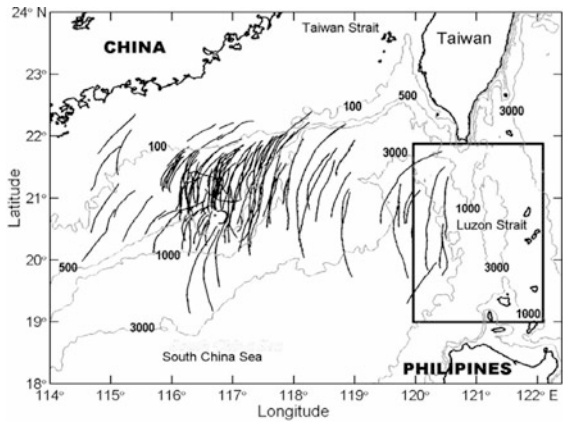 24° N
CHINA
Taiwan Strait
Taiwan
23°
100
500
3000
22°
100
3000
Latitude
21°
1000
Luzon Strait
20°
500
1000
3000
19°
3000
1000
South China Sea
PHILIPINES
18°
114° 115° 116° 117° 118° 119° 120° 121° 122° E
Longitude